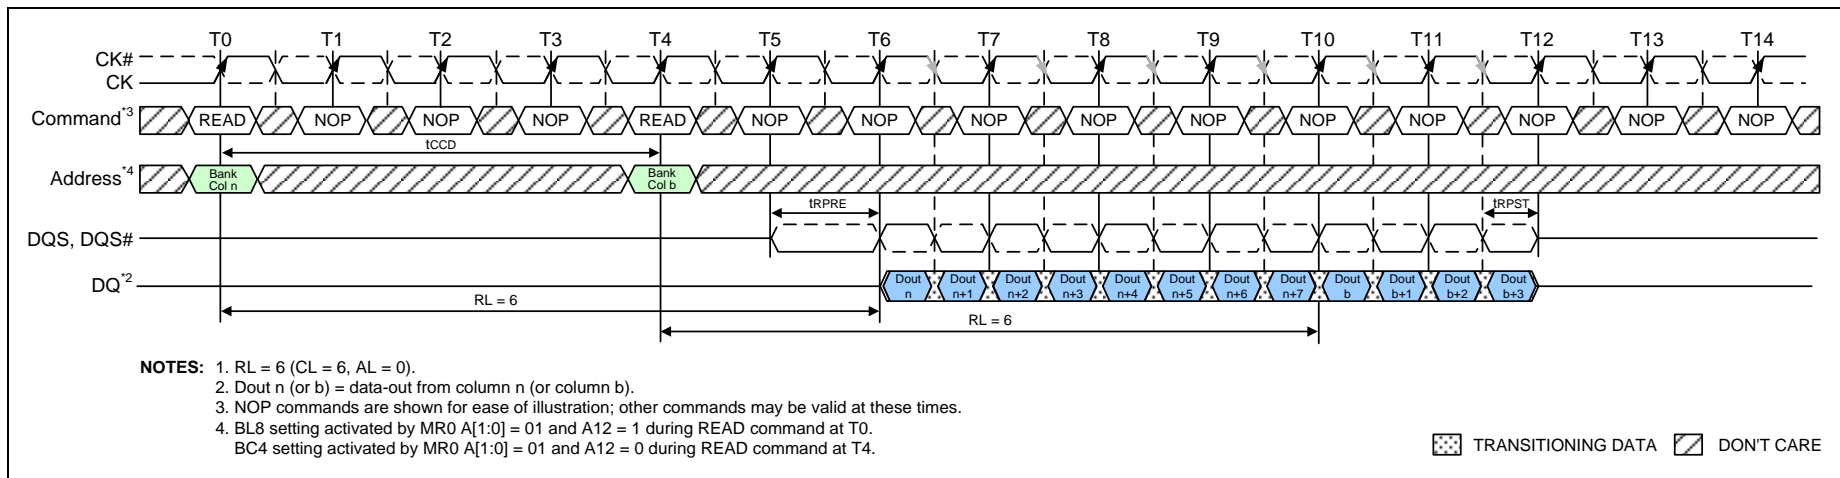 T0 T1 T2 T3 T4 T5 T6 T7 T8 T9 T10 T11 T12 T13 T14
CK#
CK
Command*3 READ NOP NOP NOP READ NOP NOP NOP NOP NOP NOP NOP NOP NOP NOP
tCCD
Address*4 Bank Col n Bank Col b
tRPRE tRPST
DQS, DQS#
DQ*2 Dout n Dout n+1 Dout n+2 Dout n+3 Dout n+4 Dout n+5 Dout n+6 Dout n+7 Dout b Dout b+1 Dout b+2 Dout b+3
RL = 6
RL = 6
NOTES: 1. RL = 6 (CL = 6, AL = 0).
2. Dout n (or b) = data-out from column n (or column b).
3. NOP commands are shown for ease of illustration; other commands may be valid at these times.
4. BL8 setting activated by MR0 A[1:0] = 01 and A12 = 1 during READ command at T0.
BC4 setting activated by MR0 A[1:0] = 01 and A12 = 0 during READ command at T4.
TRANSITIONING DATA DON'T CARE